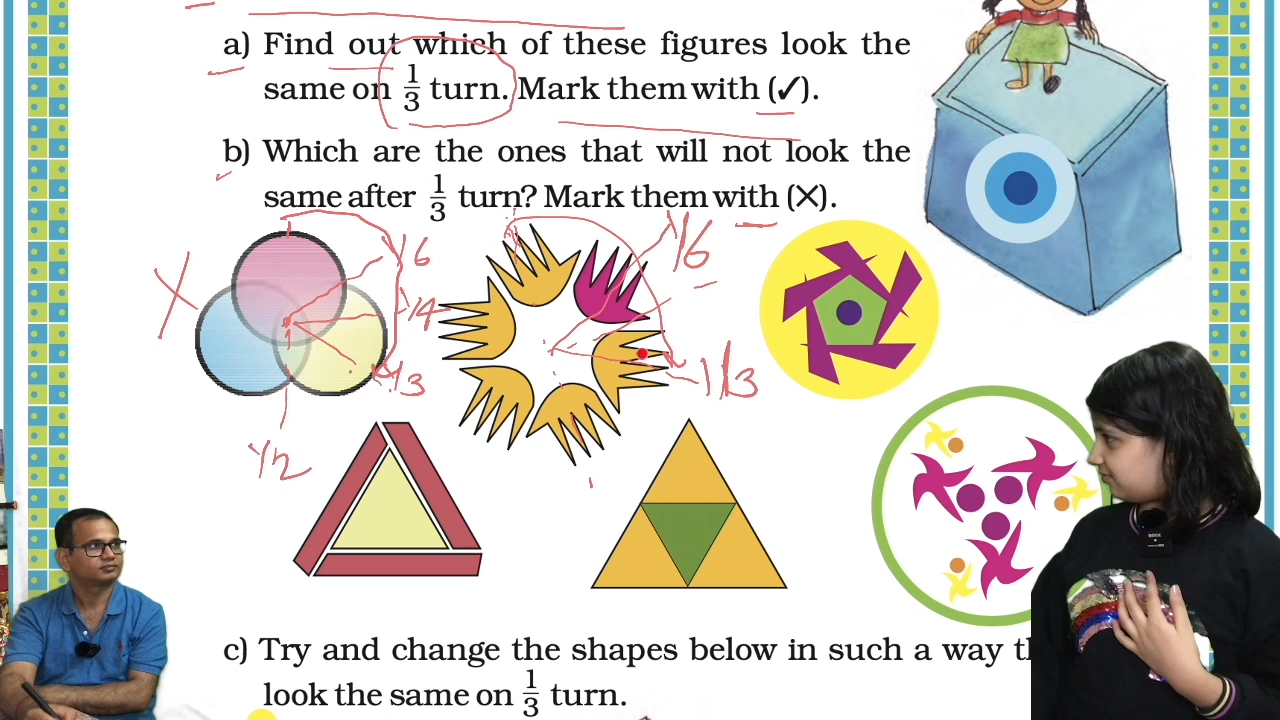 a) Find out which of these figures look the
same on 1/3 turn. Mark them with (✓).
b) Which are the ones that will not look the
same after 1/3 turn? Mark them with (✕).
X
1/6
1/4
1/3
1/2
1/6
1/3
c) Try and change the shapes below in such a way
look the same on 1/3 turn.